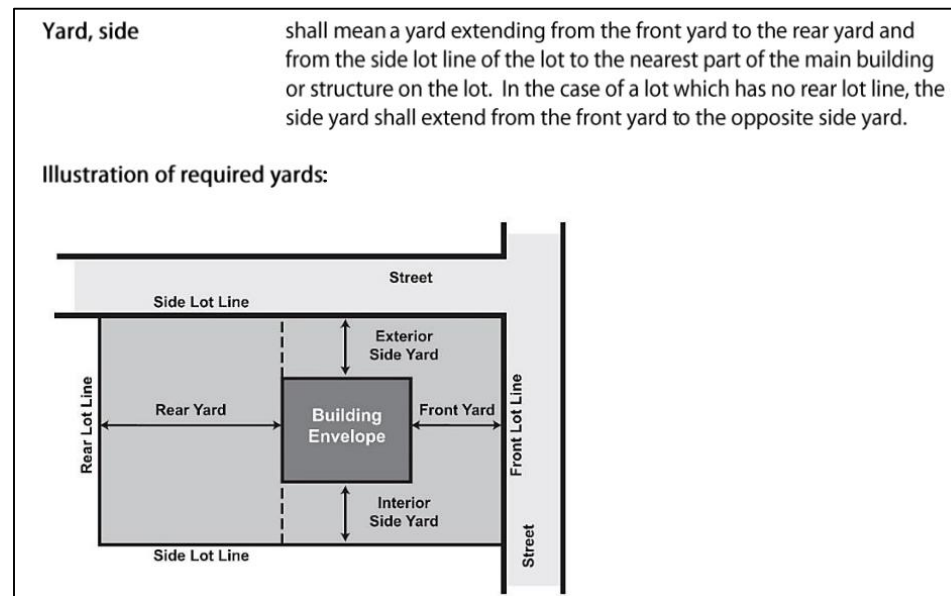 Yard, side
shall mean a yard extending from the front yard to the rear yard and
from the side lot line of the lot to the nearest part of the main building
or structure on the lot. In the case of a lot which has no rear lot line, the
side yard shall extend from the front yard to the opposite side yard.
Illustration of required yards:
Street
Side Lot Line
Exterior
Side Yard
Rear Lot Line
Rear Yard
Building
Envelope
Front Yard
Front Lot Line
Interior
Side Yard
Street
Side Lot Line